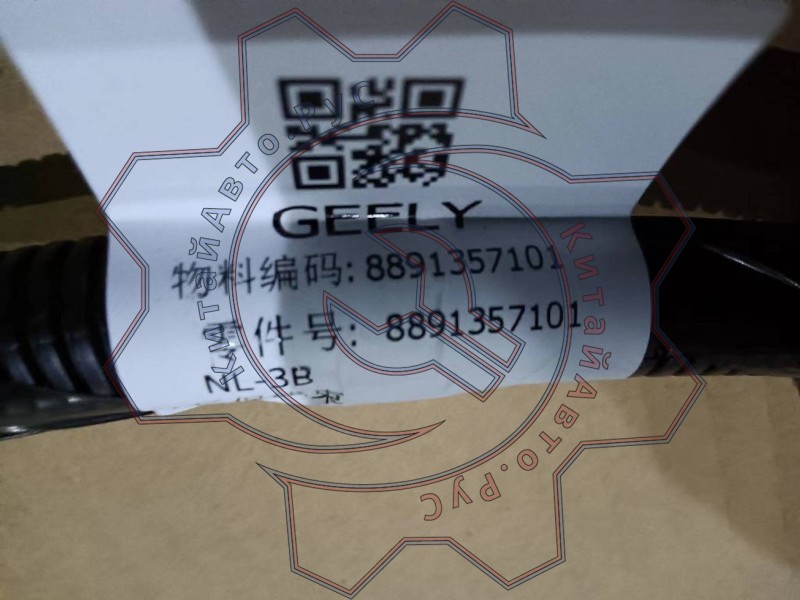 GEELY
物料编码: 8891357101
零件号: 8891357101
NL-3B
КитайАвто.Рус
КитайАвто.Рус